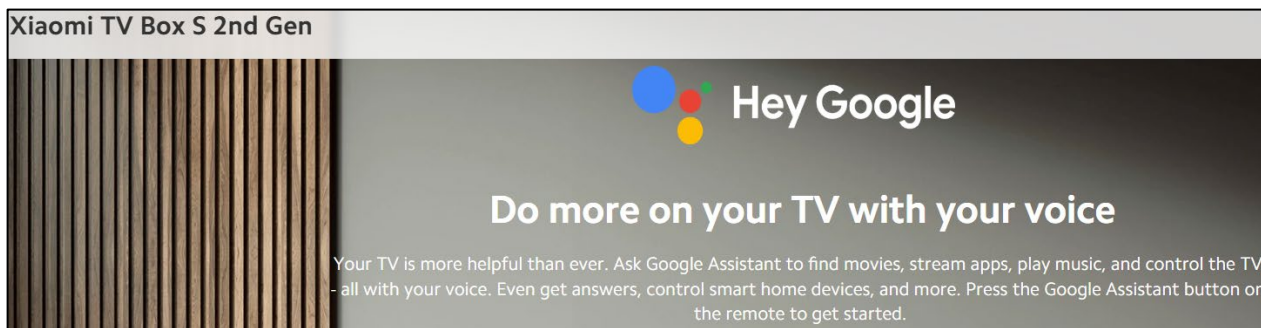 Xiaomi TV Box S 2nd Gen
Hey Google
Do more on your TV with your voice
Your TV is more helpful than ever. Ask Google Assistant to find movies, stream apps, play music, and control the TV
- all with your voice. Even get answers, control smart home devices, and more. Press the Google Assistant button on
the remote to get started.